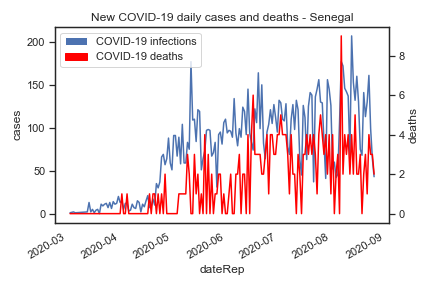 New COVID-19 daily cases and deaths - Senegal
COVID-19 infections
COVID-19 deaths
cases
200
150
100
50
0
deaths
8
6
4
2
0
2020-03
2020-04
2020-05
2020-06
2020-07
2020-08
2020-09
dateRep